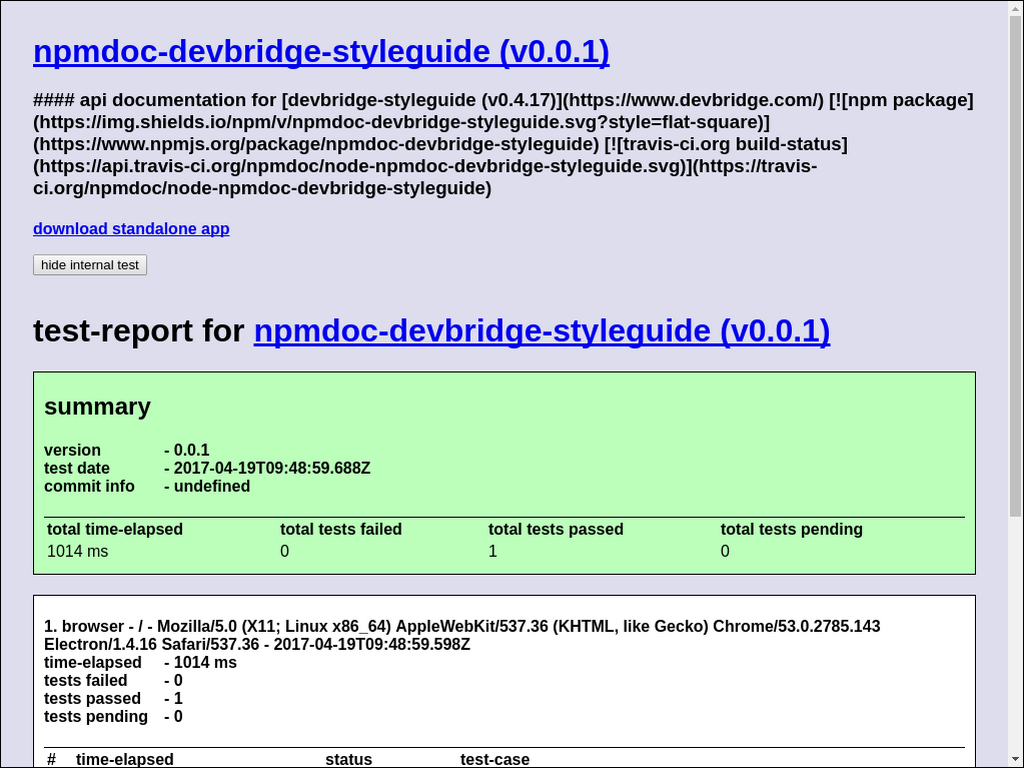 npmdoc-devbridge-styleguide (v0.0.1)
#### api documentation for [devbridge-styleguide (v0.4.17)](https://www.devbridge.com/) [![npm package]
(https://img.shields.io/npm/v/npmdoc-devbridge-styleguide.svg?style=flat-square)]
(https://www.npmjs.org/package/npmdoc-devbridge-styleguide) [![travis-ci.org build-status]
(https://api.travis-ci.org/npmdoc/node-npmdoc-devbridge-styleguide.svg)](https://travis-
ci.org/npmdoc/node-npmdoc-devbridge-styleguide)
download standalone app
hide internal test
test-report for npmdoc-devbridge-styleguide (v0.0.1)
summary
version - 0.0.1
test date - 2017-04-19T09:48:59.688Z
commit info - undefined
total time-elapsed total tests failed total tests passed total tests pending
1014 ms 0 1 0
1. browser - / - Mozilla/5.0 (X11; Linux x86_64) AppleWebKit/537.36 (KHTML, like Gecko) Chrome/53.0.2785.143
Electron/1.4.16 Safari/537.36 - 2017-04-19T09:48:59.598Z
time-elapsed - 1014 ms
tests failed - 0
tests passed - 1
tests pending - 0
# time-elapsed status test-case